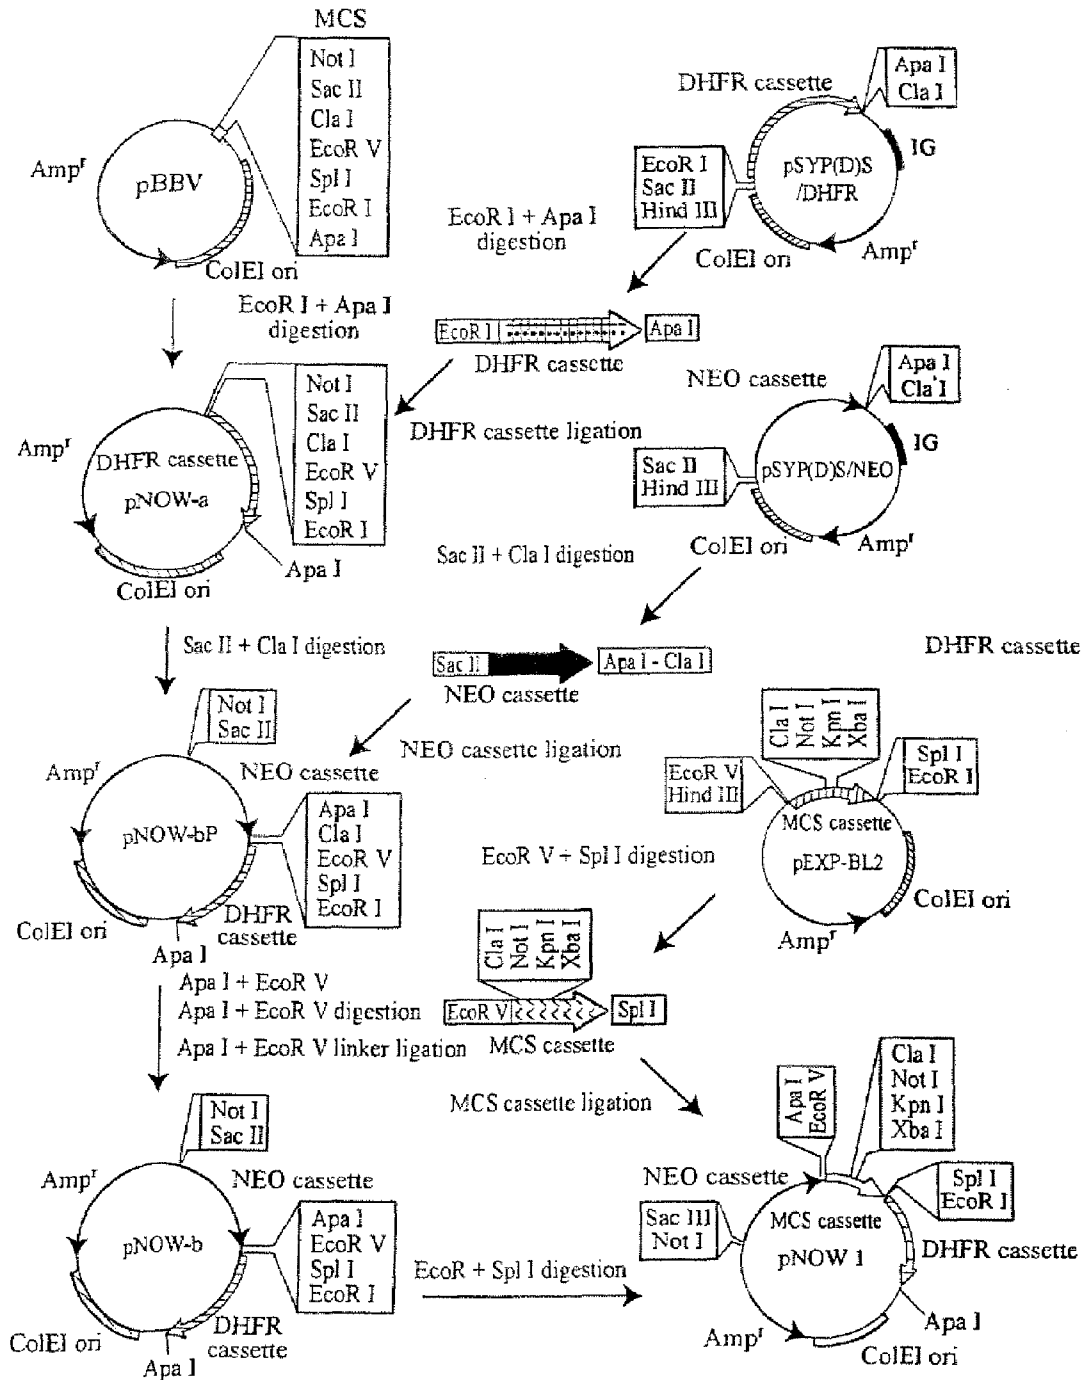 MCS
Not I
Sac II
Cla I
EcoR V
Spl I
EcoR I
Apa I
Ampr
pBBV
ColEI ori
DHFR cassette
Apa I
Cla I
IG
EcoR I
Sac II
Hind III
pSYP(D)S
/DHFR
ColEI ori
Ampr
EcoR I + Apa I
digestion
EcoR I + Apa I
digestion
EcoR I
Apa I
DHFR cassette
DHFR cassette ligation
Not I
Sac II
Cla I
EcoR V
Spl I
EcoR I
Ampr
DHFR cassette
pNOW-a
Apa I
ColEI ori
NEO cassette
Apa I
Cla I
IG
Sac II
Hind III
pSYP(D)S/NEO
ColEI ori
Ampr
Sac II + Cla I digestion
Sac II + Cla I digestion
Sac II
Apa I - Cla I
NEO cassette
NEO cassette ligation
DHFR cassette
Not I
Sac II
Ampr
NEO cassette
pNOW-bP
Apa I
Cla I
EcoR V
Spl I
EcoR I
ColEI ori
DHFR
cassette
Apa I
Cla I
Not I
Kpn I
Xba I
EcoR V
Hind III
Spl I
EcoR I
MCS cassette
pEXP-BL2
ColEI ori
Ampr
EcoR V + Spl I digestion
Apa I + EcoR V
Apa I + EcoR V digestion
Apa I + EcoR V linker ligation
Cla I
Not I
Kpn I
Xba I
EcoR V
Spl I
MCS cassette
MCS cassette ligation
Not I
Sac II
Ampr
NEO cassette
pNOW-b
Apa I
EcoR V
Spl I
EcoR I
ColEI ori
DHFR
cassette
Apa I
EcoR + Spl I digestion
Apa I
EcoR V
Cla I
Not I
Kpn I
Xba I
NEO cassette
Spl I
EcoR I
Sac III
Not I
MCS cassette
pNOW 1
DHFR cassette
Apa I
Ampr
ColEI ori